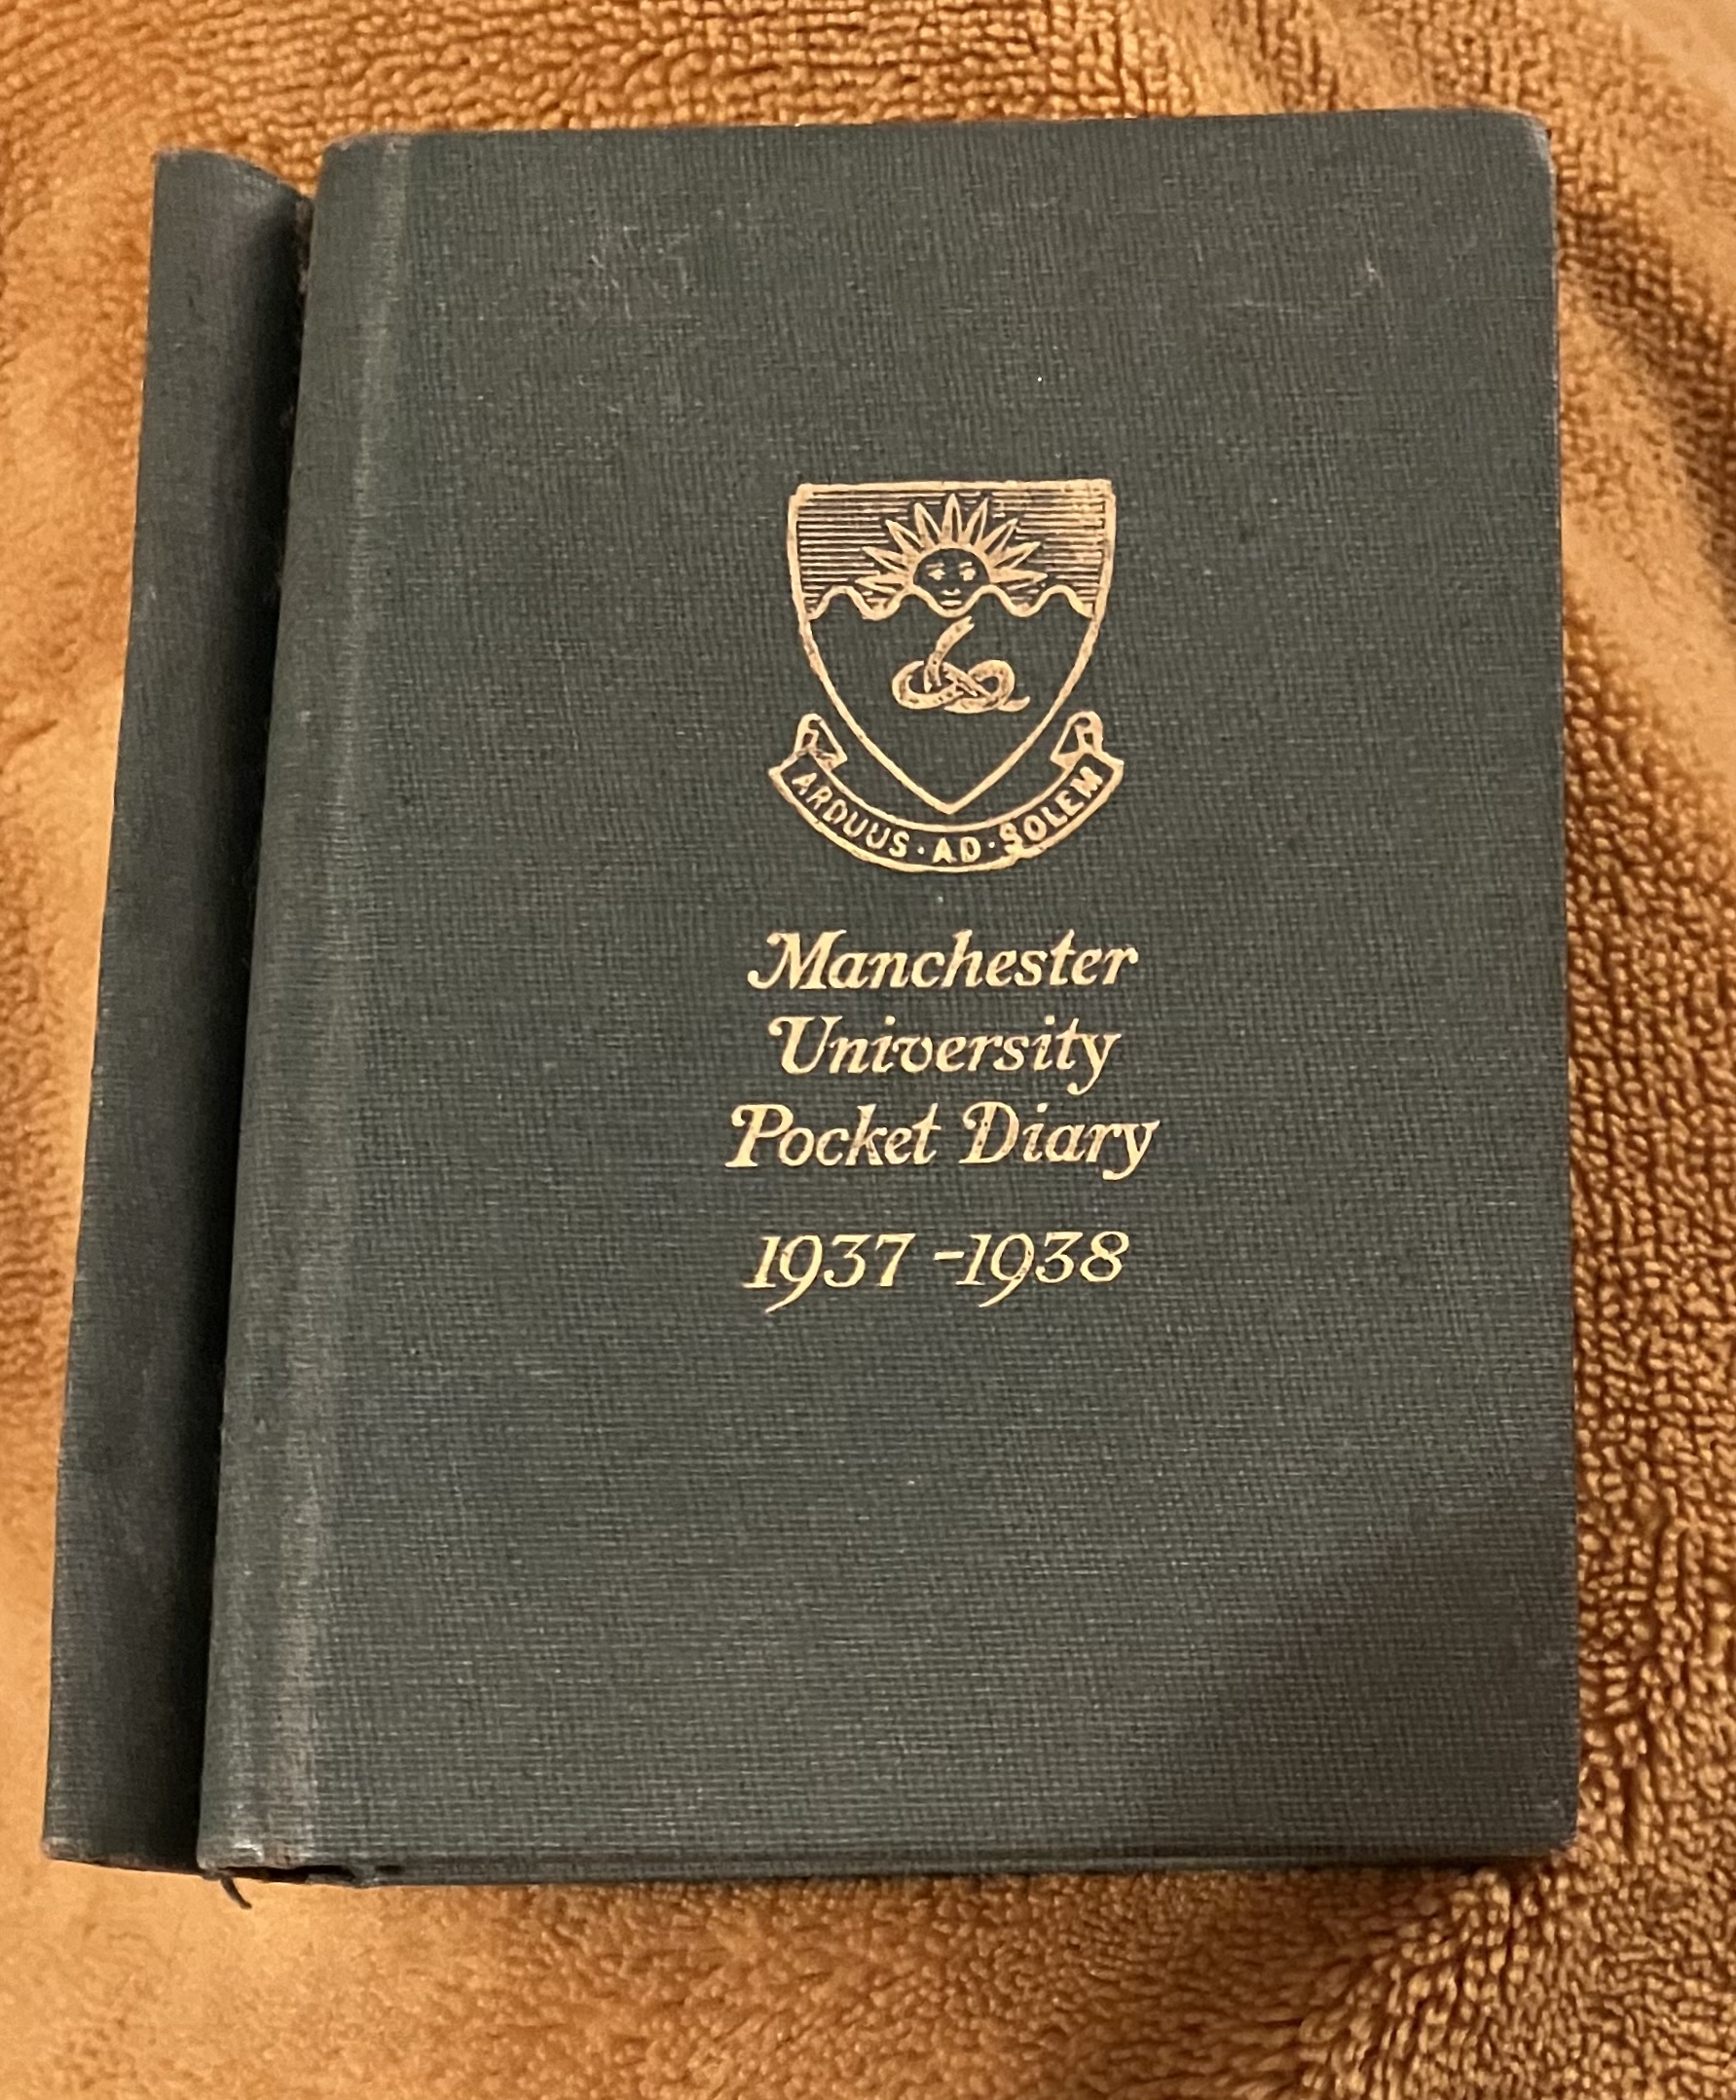 ARDUUS · AD · SOLEM
Manchester
University
Pocket Diary
1937-1938